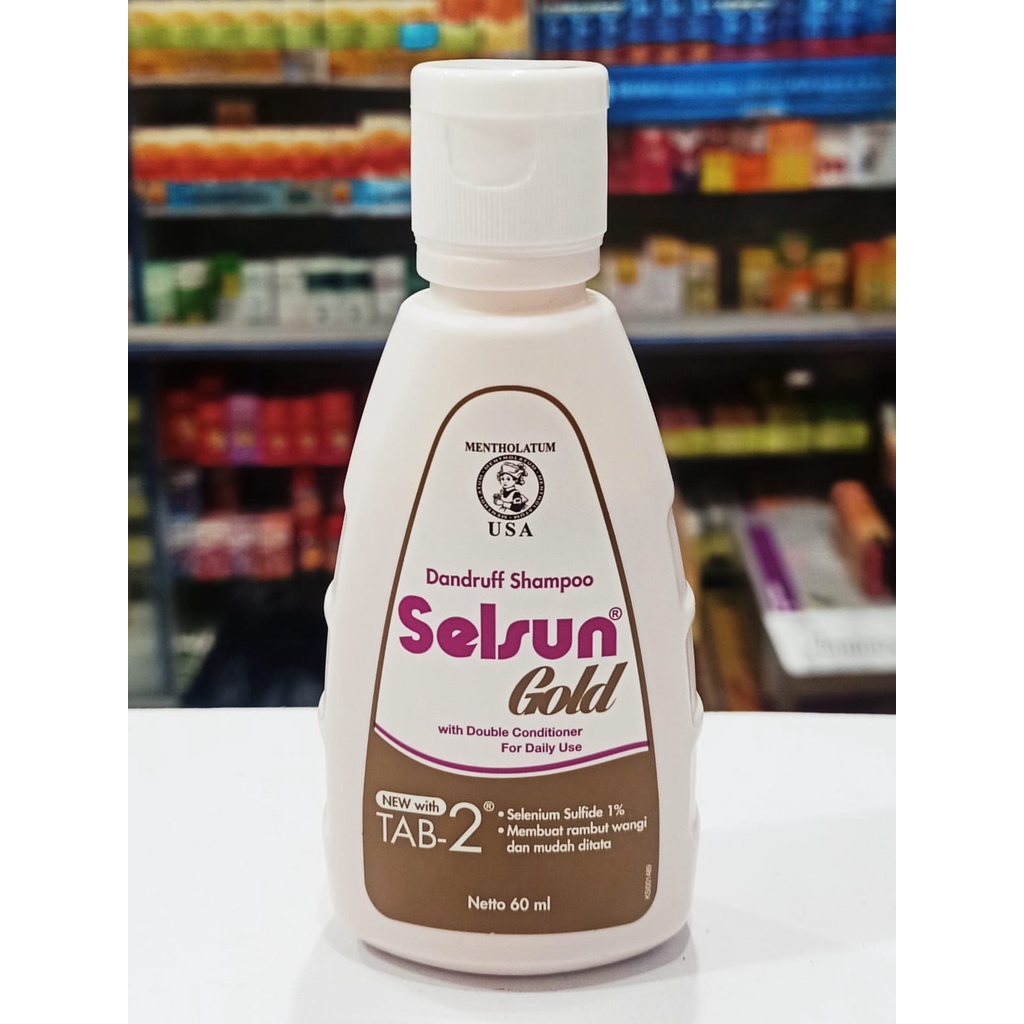 MENTHOLATUM
USA
Dandruff Shampoo
Selsun®
Gold
with Double Conditioner
For Daily Use
NEW with
TAB-2®
• Selenium Sulfide 1%
• Membuat rambut wangi
dan mudah ditata
Netto 60 ml